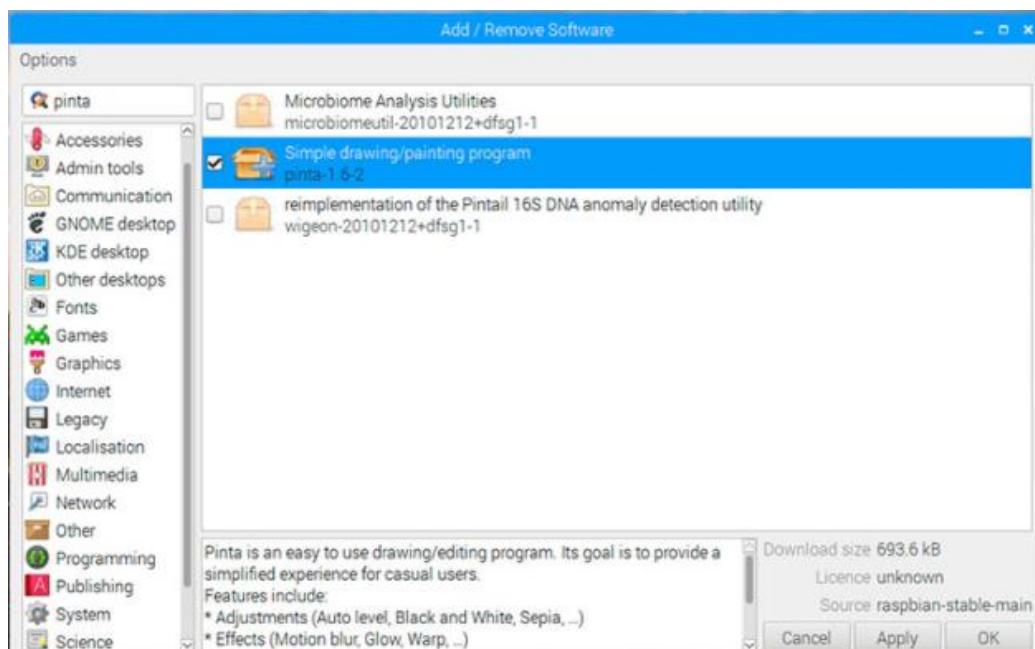 Add / Remove Software
Options
pinta
Accessories
Admin tools
Communication
GNOME desktop
KDE desktop
Other desktops
Fonts
Games
Graphics
Internet
Legacy
Localisation
Multimedia
Network
Other
Programming
Publishing
System
Science
Microbiome Analysis Utilities
microbiomeutil-20101212+dfsg1-1
Simple drawing/painting program
pinta-1.6-2
reimplementation of the Pintail 16S DNA anomaly detection utility
wigeon-20101212+dfsg1-1
Pinta is an easy to use drawing/editing program. Its goal is to provide a
simplified experience for casual users.
Features include:
* Adjustments (Auto level, Black and White, Sepia, ...)
* Effects (Motion blur, Glow, Warp, ...)
Download size 693.6 kB
Licence unknown
Source raspbian-stable-main
Cancel Apply OK